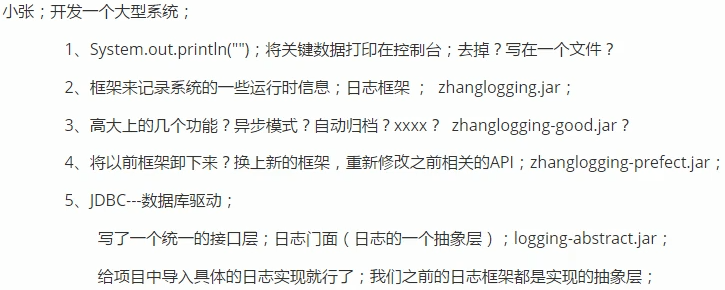 小张；开发一个大型系统；
1、System.out.println("")；将关键数据打印在控制台；去掉？写在一个文件？
2、框架来记录系统的一些运行时信息；日志框架 ； zhanglogging.jar；
3、高大上的几个功能？异步模式？自动归档？xxxx？ zhanglogging-good.jar？
4、将以前框架卸下来？换上新的框架，重新修改之前相关的API；zhanglogging-prefect.jar；
5、JDBC---数据库驱动；
写了一个统一的接口层；日志门面（日志的一个抽象层）；logging-abstract.jar；
给项目中导入具体的日志实现就行了；我们之前的日志框架都是实现的抽象层；